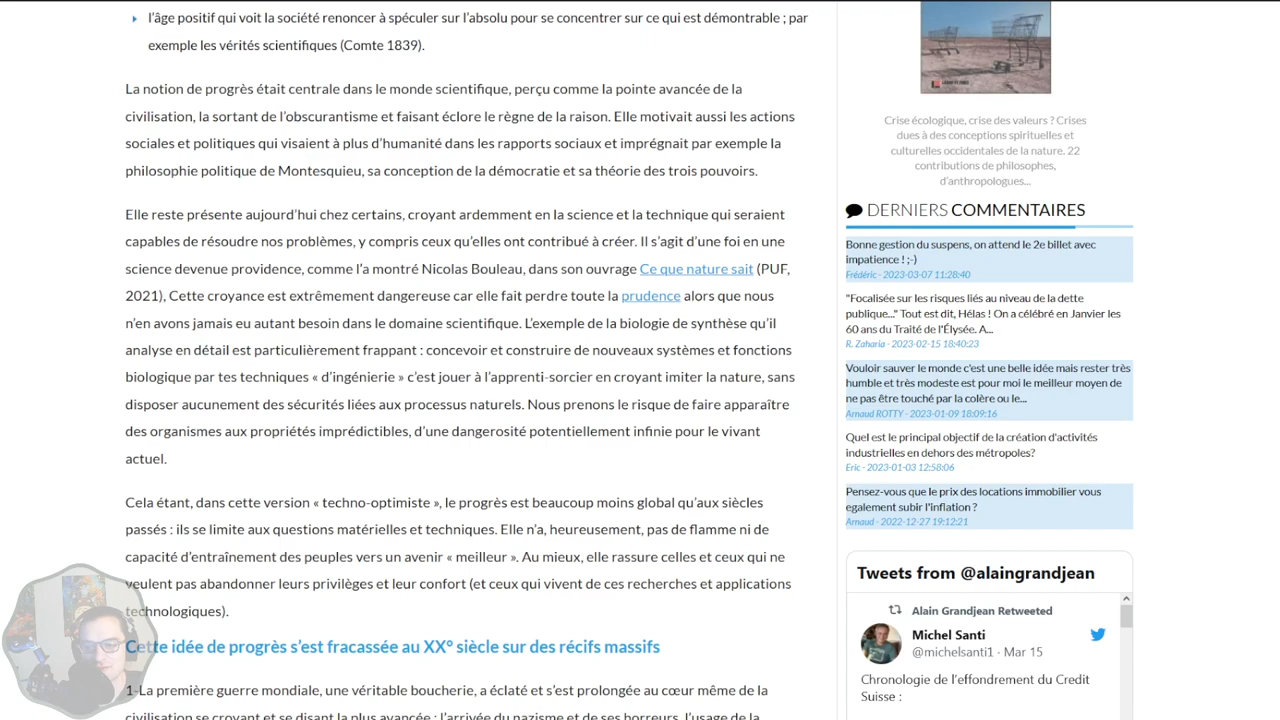 l'âge positif qui voit la société renoncer à spéculer sur l'absolu pour se concentrer sur ce qui est démontrable ; par
exemple les vérités scientifiques (Comte 1839).
La notion de progrès était centrale dans le monde scientifique, perçu comme la pointe avancée de la
civilisation, la sortant de l'obscurantisme et faisant éclore le règne de la raison. Elle motivait aussi les actions
sociales et politiques qui visaient à plus d'humanité dans les rapports sociaux et imprégnait par exemple la
philosophie politique de Montesquieu, sa conception de la démocratie et sa théorie des trois pouvoirs.
Elle reste présente aujourd'hui chez certains, croyant ardemment en la science et la technique qui seraient
capables de résoudre nos problèmes, y compris ceux qu'elles ont contribué à créer. Il s'agit d'une foi en une
science devenue providence, comme l'a montré Nicolas Bouleau, dans son ouvrage Ce que nature sait (PUF,
2021), Cette croyance est extrêmement dangereuse car elle fait perdre toute la prudence alors que nous
n'en avons jamais eu autant besoin dans le domaine scientifique. L'exemple de la biologie de synthèse qu'il
analyse en détail est particulièrement frappant : concevoir et construire de nouveaux systèmes et fonctions
biologique par tes techniques « d'ingénierie » c'est jouer à l'apprenti-sorcier en croyant imiter la nature, sans
disposer aucunement des sécurités liées aux processus naturels. Nous prenons le risque de faire apparaître
des organismes aux propriétés imprédictibles, d'une dangerosité potentiellement infinie pour le vivant
actuel.
Cela étant, dans cette version « techno-optimiste », le progrès est beaucoup moins global qu'aux siècles
passés : ils se limite aux questions matérielles et techniques. Elle n'a, heureusement, pas de flamme ni de
capacité d'entraînement des peuples vers un avenir « meilleur ». Au mieux, elle rassure celles et ceux qui ne
veulent pas abandonner leurs privilèges et leur confort (et ceux qui vivent de ces recherches et applications
technologiques).
Cette idée de progrès s'est fracassée au XX° siècle sur des récifs massifs
1-La première guerre mondiale, une véritable boucherie, a éclaté et s'est prolongée au cœur même de la
civilisation se croyant et se disant la plus avancée ; l'arrivée du nazisme et de ses horreurs, l'usage de la
Crise écologique, crise des valeurs ? Crises
dues à des conceptions spirituelles et
culturelles occidentales de la nature. 22
contributions de philosophes,
d'anthropologues...
DERNIERS COMMENTAIRES
Bonne gestion du suspens, on attend le 2e billet avec
impatience ! ;-)
Frédéric - 2023-03-07 11:28:40
"Focalisée sur les risques liés au niveau de la dette
publique..." Tout est dit, Hélas ! On a célébré en Janvier les
60 ans du Traité de l'Élysée. A...
R. Zaharia - 2023-02-15 18:40:23
Vouloir sauver le monde c'est une belle idée mais rester très
humble et très modeste est pour moi le meilleur moyen de
ne pas être touché par la colère ou le...
Arnaud ROTTY - 2023-01-09 18:09:16
Quel est le principal objectif de la création d'activités
industrielles en dehors des métropoles?
Eric - 2023-01-03 12:58:06
Pensez-vous que le prix des locations immobilier vous
egalement subir l'inflation ?
Arnaud - 2022-12-27 19:12:21
Tweets from @alaingrandjean
Alain Grandjean Retweeted
Michel Santi
@michelsanti1 · Mar 15
Chronologie de l'effondrement du Credit
Suisse :